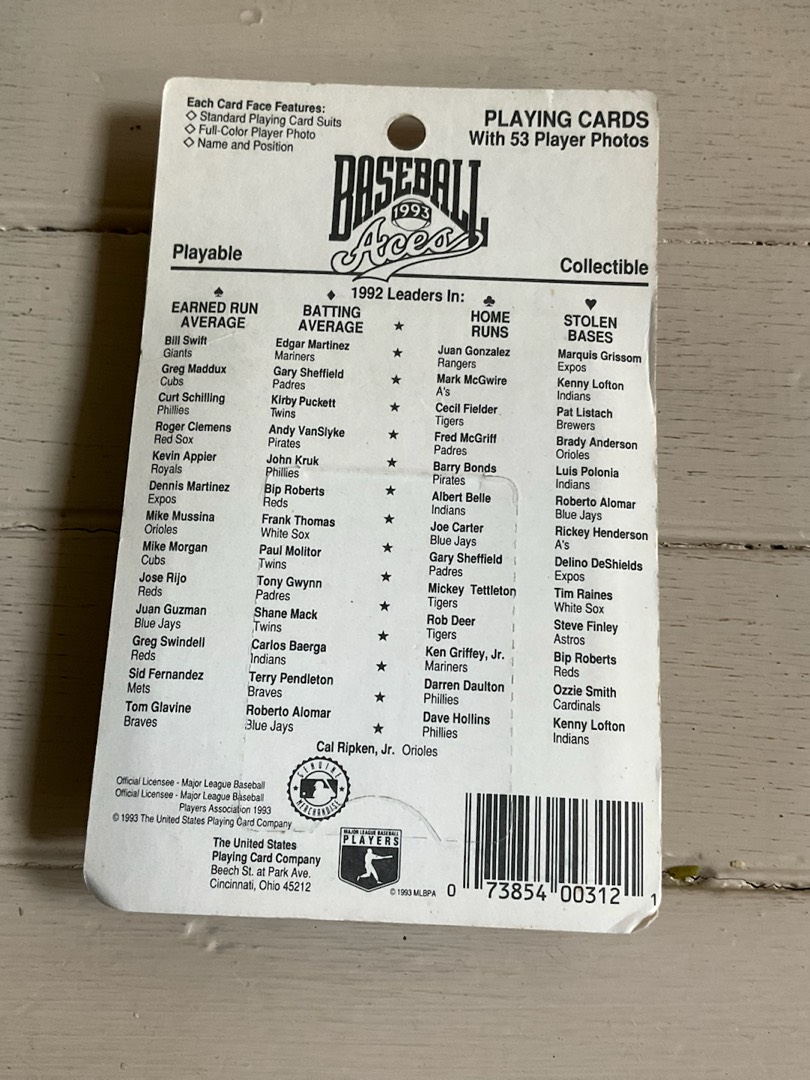 Each Card Face Features:
◇ Standard Playing Card Suits
◇ Full-Color Player Photo
◇ Name and Position
PLAYING CARDS
With 53 Player Photos
BASEBALL
1993
Aces
Playable
Collectible
1992 Leaders In:
♠
EARNED RUN
AVERAGE
Bill Swift
Giants
Greg Maddux
Cubs
Curt Schilling
Phillies
Roger Clemens
Red Sox
Kevin Appier
Royals
Dennis Martinez
Expos
Mike Mussina
Orioles
Mike Morgan
Cubs
Jose Rijo
Reds
Juan Guzman
Blue Jays
Greg Swindell
Reds
Sid Fernandez
Mets
Tom Glavine
Braves
♦
BATTING
AVERAGE
Edgar Martinez
Mariners
Gary Sheffield
Padres
Kirby Puckett
Twins
Andy VanSlyke
Pirates
John Kruk
Phillies
Bip Roberts
Reds
Frank Thomas
White Sox
Paul Molitor
Twins
Tony Gwynn
Padres
Shane Mack
Twins
Carlos Baerga
Indians
Terry Pendleton
Braves
Roberto Alomar
Blue Jays
♣
HOME
RUNS
Juan Gonzalez
Rangers
Mark McGwire
A's
Cecil Fielder
Tigers
Fred McGriff
Padres
Barry Bonds
Pirates
Albert Belle
Indians
Joe Carter
Blue Jays
Gary Sheffield
Padres
Mickey Tettleton
Tigers
Rob Deer
Tigers
Ken Griffey, Jr.
Mariners
Darren Daulton
Phillies
Dave Hollins
Phillies
♥
STOLEN
BASES
Marquis Grissom
Expos
Kenny Lofton
Indians
Pat Listach
Brewers
Brady Anderson
Orioles
Luis Polonia
Indians
Roberto Alomar
Blue Jays
Rickey Henderson
A's
Delino DeShields
Expos
Tim Raines
White Sox
Steve Finley
Astros
Bip Roberts
Reds
Ozzie Smith
Cardinals
Kenny Lofton
Indians
Cal Ripken, Jr. Orioles
Official Licensee - Major League Baseball
Official Licensee - Major League Baseball
Players Association 1993
© 1993 The United States Playing Card Company
GENUINE
MERCHANDISE
The United States
Playing Card Company
Beech St. at Park Ave.
Cincinnati, Ohio 45212
MAJOR LEAGUE BASEBALL
PLAYERS
© 1993 MLBPA
0 73854 00312 1